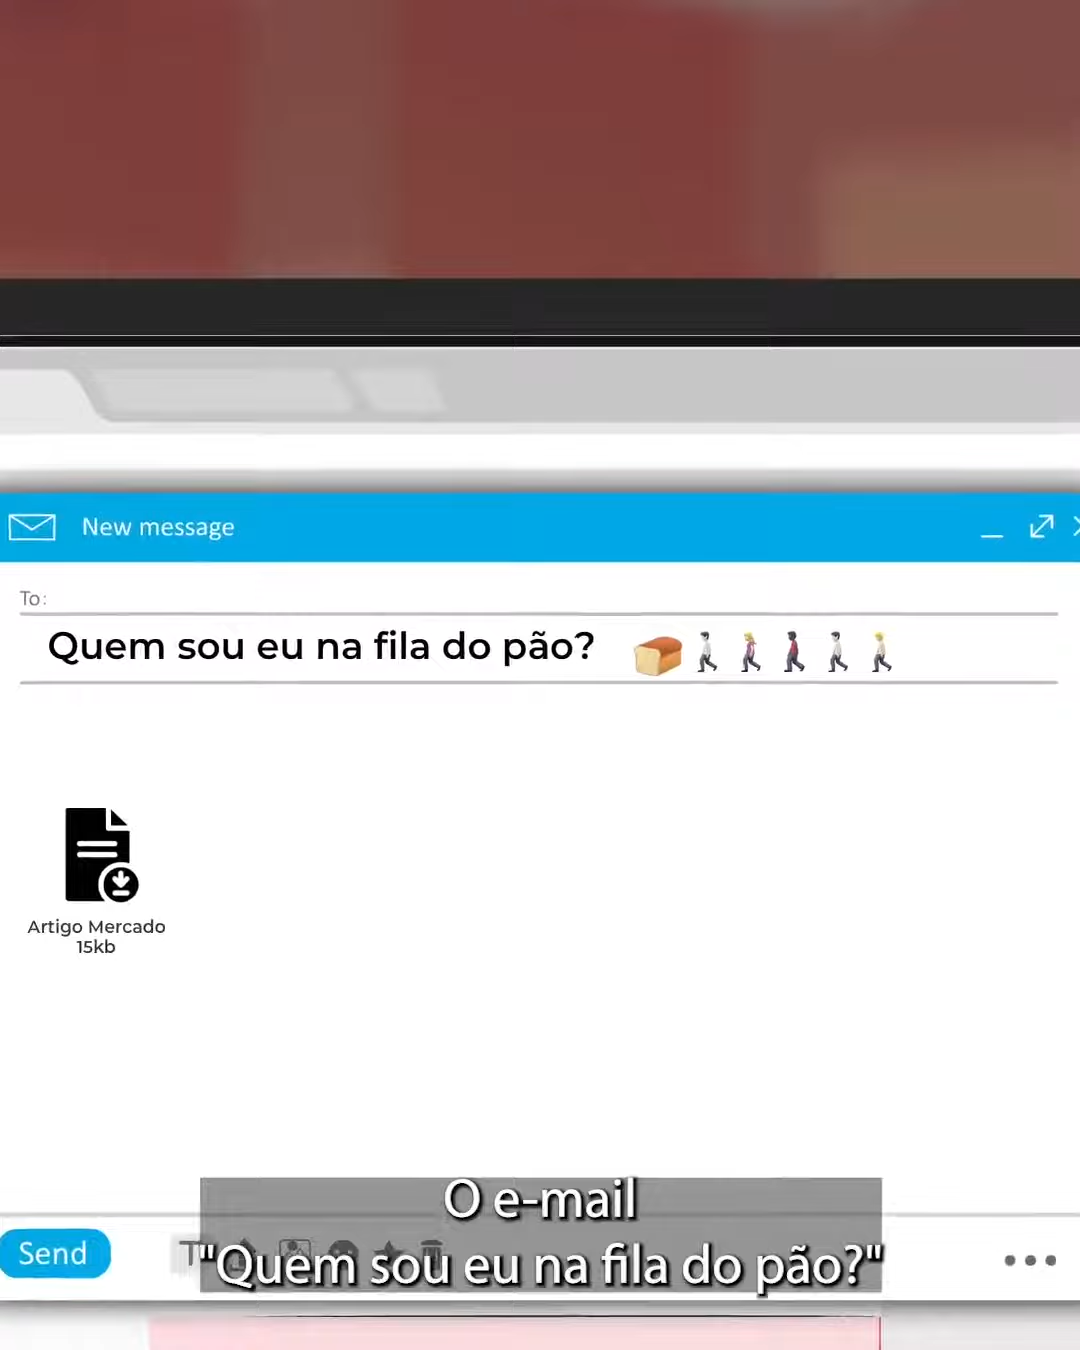 New message
To:
Quem sou eu na fila do pão?
Artigo Mercado
15kb
O e-mail
Send
"Quem sou eu na fila do pão?"